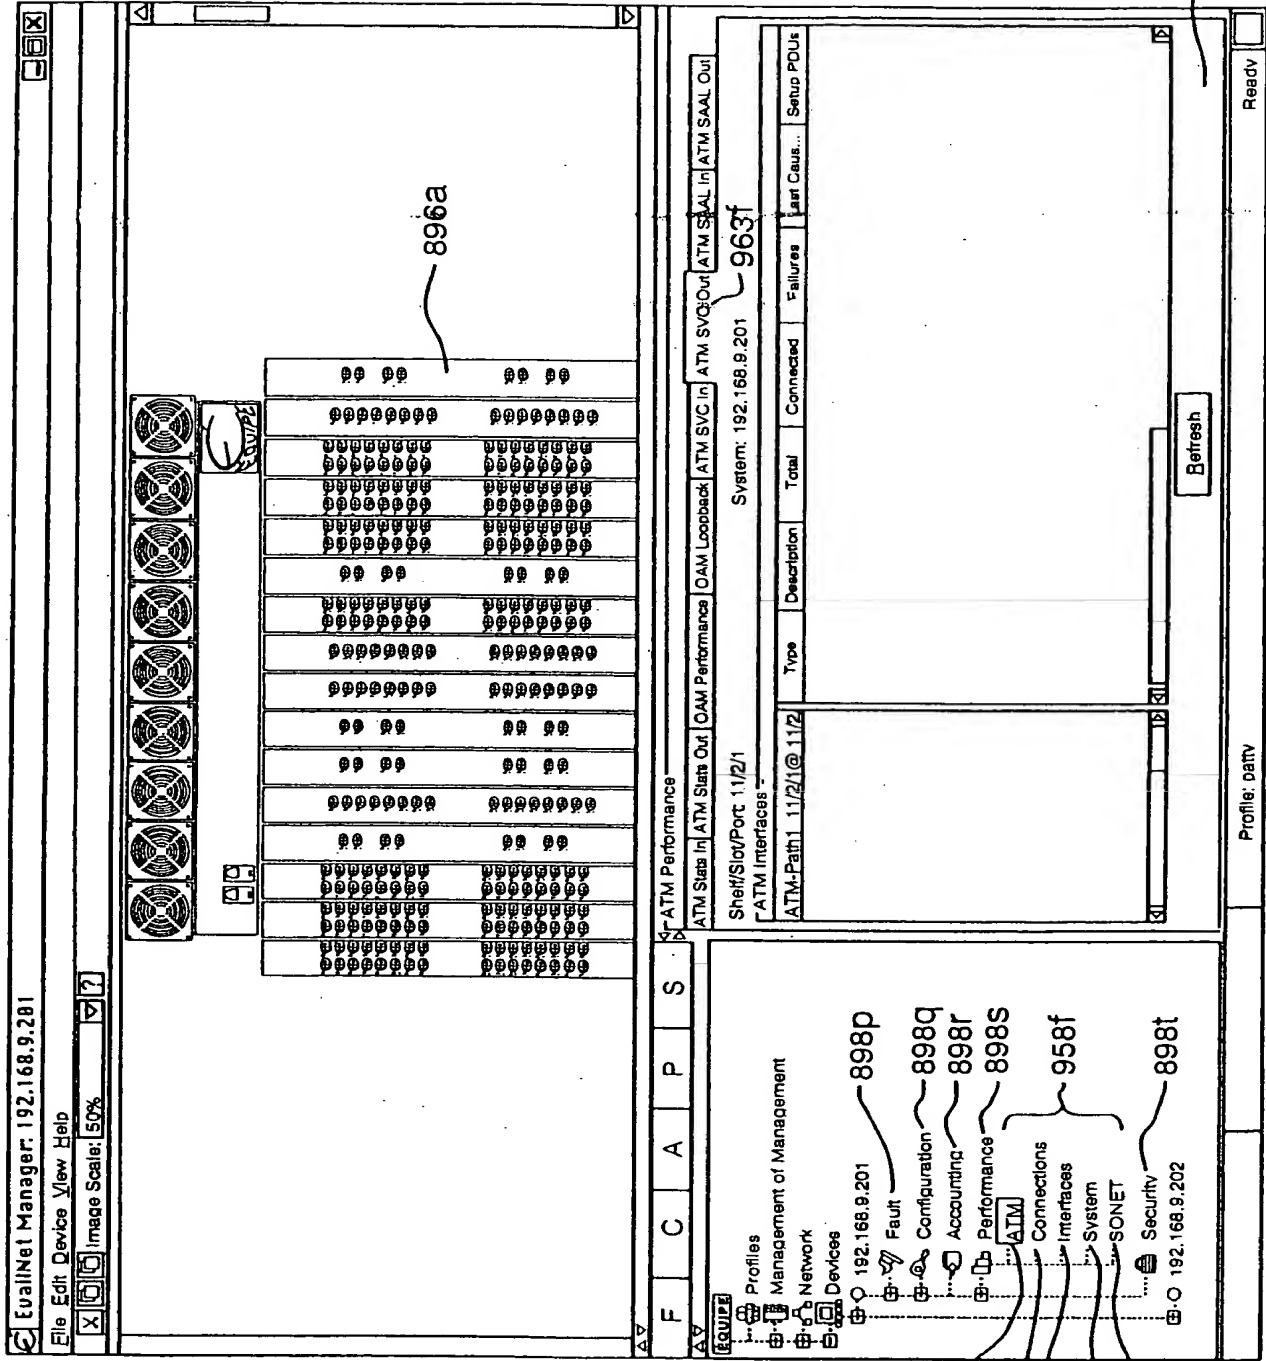 EualNet Manager: 192.168.9.201
File Edit Device View Help
Image Scale: 50%
?
896a
F C A P S
EQUIPE
Profiles
Management of Management
Network
Devices
192.168.9.201
Fault
898p
Configuration
898q
Accounting
898r
Performance
898s
ATM
Connections
Interfaces
System
SONET
958f
Security
898t
192.168.9.202
ATM Performance
ATM Stats In ATM Stats Out OAM Performance OAM Loopback ATM SVC In ATM SVC Out ATM SAAL In ATM SAAL Out
963f
Shelf/Slot/Port: 11/2/1 System: 192.168.9.201
ATM Interfaces
ATM-Path1 11/2/1@11/2 Type Description Total Connected Failures Last Caus... Setup PDUs
Refresh
Profile: patty Ready